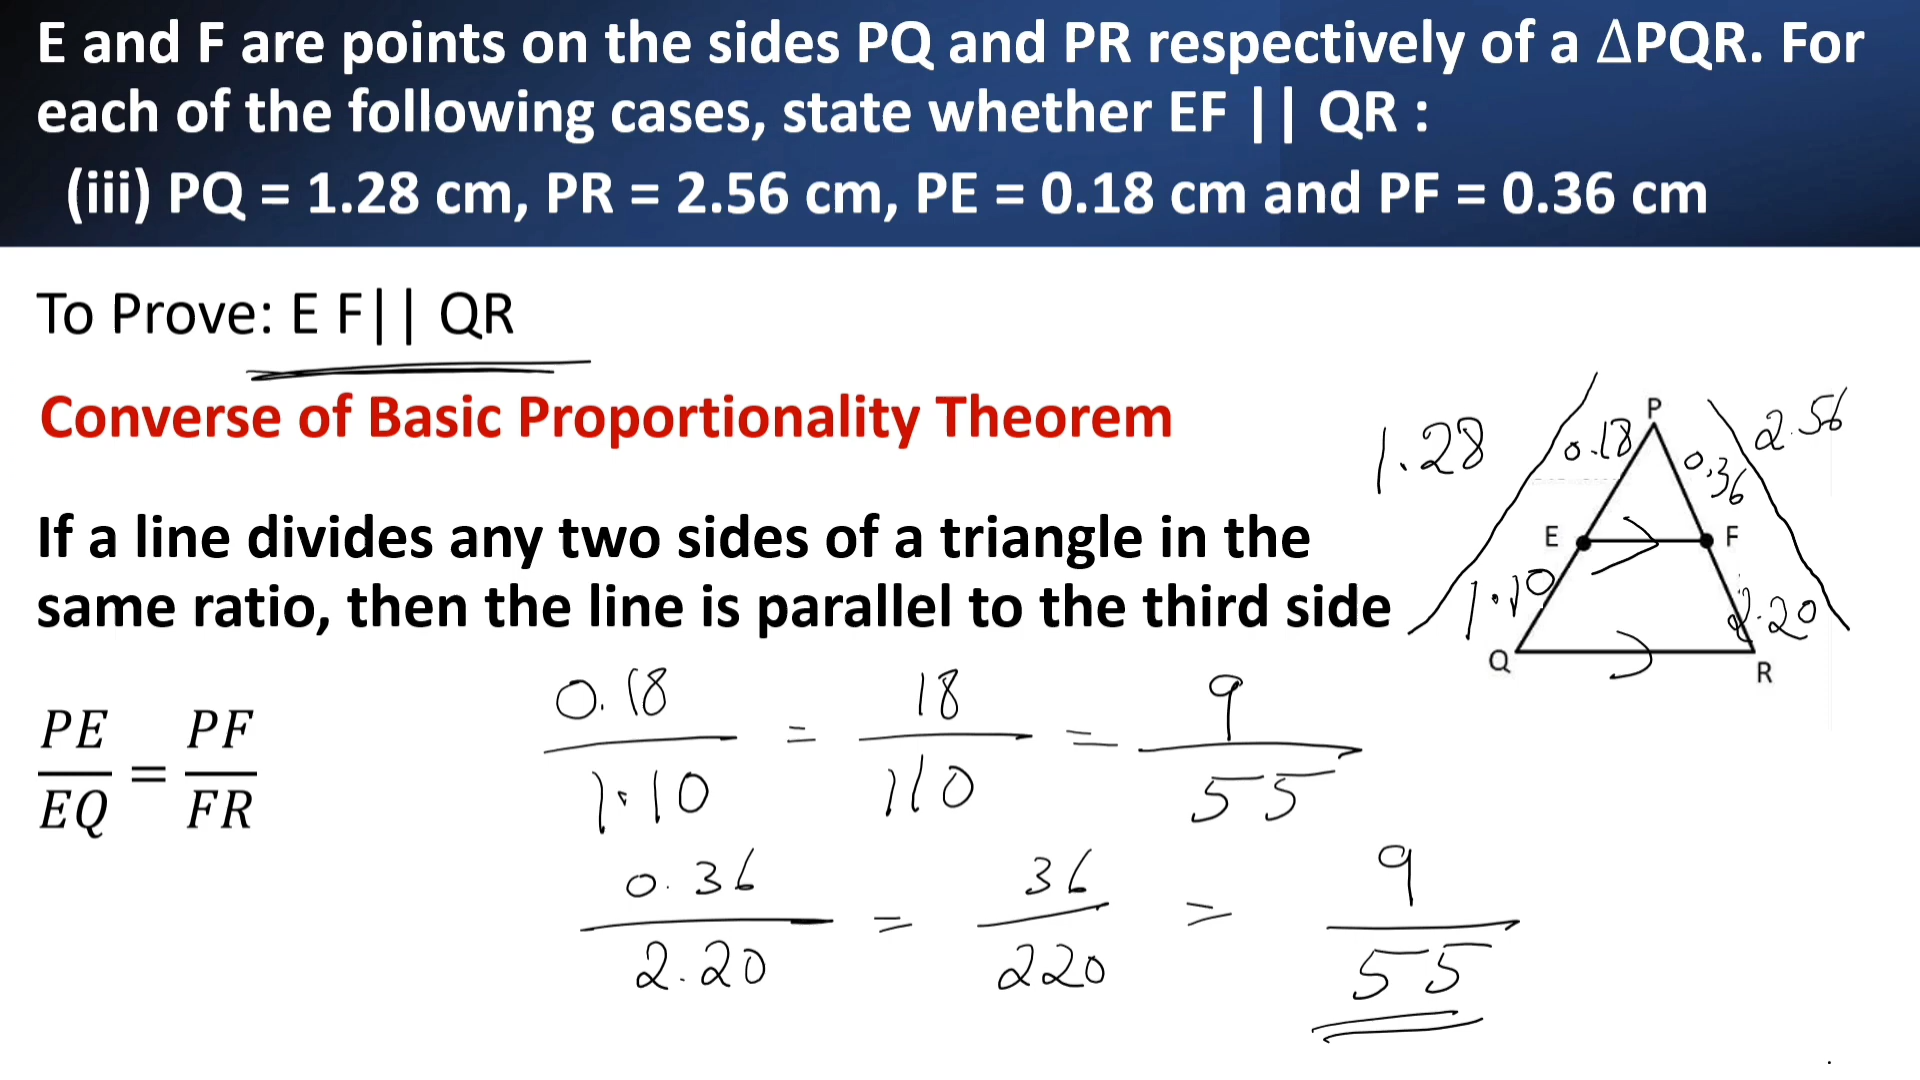 E and F are points on the sides PQ and PR respectively of a ΔPQR. For
each of the following cases, state whether EF || QR :
(iii) PQ = 1.28 cm, PR = 2.56 cm, PE = 0.18 cm and PF = 0.36 cm
To Prove: E F|| QR
Converse of Basic Proportionality Theorem
If a line divides any two sides of a triangle in the
same ratio, then the line is parallel to the third side
PE/EQ = PF/FR
0.18/1.10 = 18/110 = 9/55
0.36/2.20 = 36/220 = 9/55
P
1.28 0.18 0.36 2.56
E F
1.10 2.20
Q R